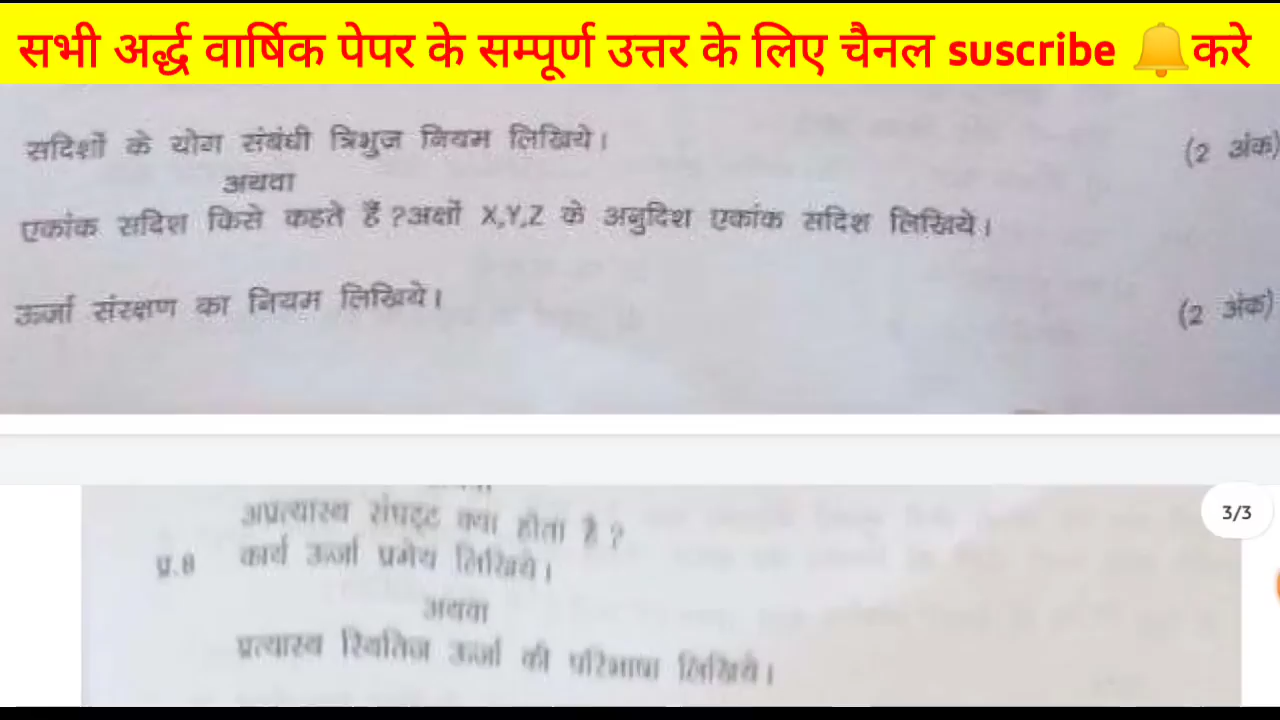 सभी अर्द्ध वार्षिक पेपर के सम्पूर्ण उत्तर के लिए चैनल suscribe 🔔करे
सदिशों के योग संबंधी त्रिभुज नियम लिखिये। (2 अंक)
अथवा
एकांक सदिश किसे कहते हैं ?अक्षों X,Y,Z के अनुदिश एकांक सदिश लिखिये।
ऊर्जा संरक्षण का नियम लिखिये। (2 अंक)
अप्रत्यास्थ संघट्ट क्या होता है ?
3/3
प्र.8 कार्य ऊर्जा प्रमेय लिखिये।
अथवा
प्रत्यास्थ स्थितिज ऊर्जा की परिभाषा लिखिये।